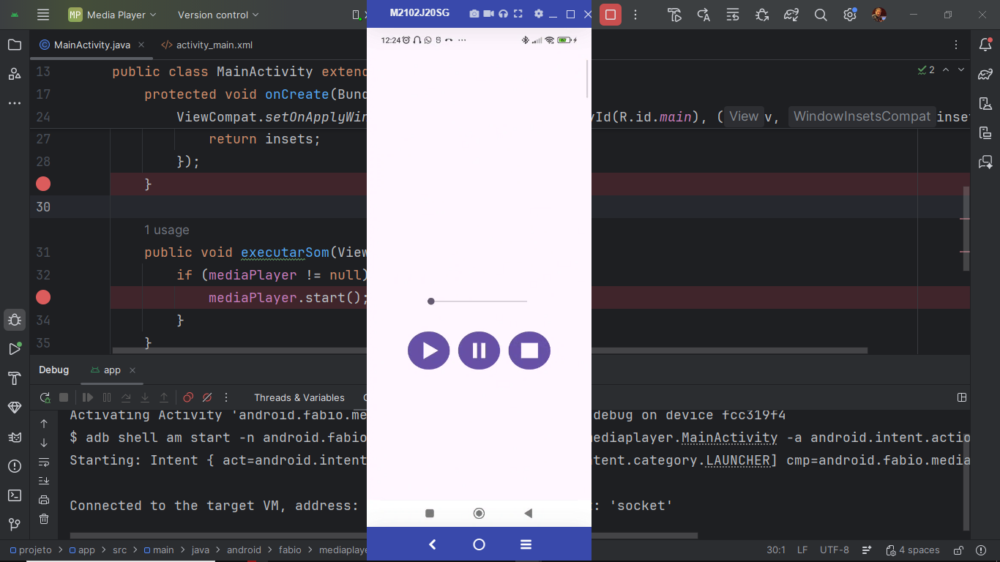 MP Media Player Version control
M2102J20SG
MainActivity.java activity_main.xml
12:24
13 public class MainActivity extend
17 protected void onCreate(Bund
24 ViewCompat.setOnApplyWin yId(R.id.main), ( View v, WindowInsetsCompat inset
2
27 return insets;
28 });
}
30
1 usage
31 public void executarSom(View
32 if (mediaPlayer != null)
mediaPlayer.start();
34 }
35 }
Debug app
Threads & Variables
Activating Activity 'android.fabio.me debug on device fcc319f4
$ adb shell am start -n android.fabio mediaplayer.MainActivity -a android.intent.actio
Starting: Intent { act=android.intent tent.category.LAUNCHER] cmp=android.fabio.media
Connected to the target VM, address: : 'socket'
projeto > app > src > main > java > android > fabio > mediaplaye 30:1 LF UTF-8 4 spaces